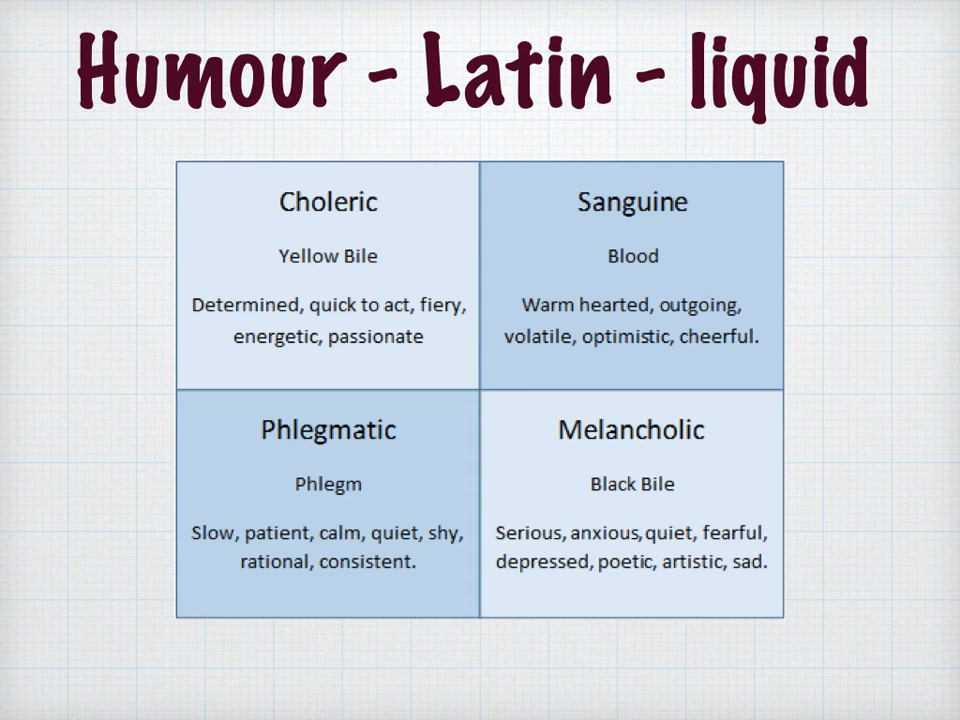 Humour - Latin - liquid
Choleric
Yellow Bile
Determined, quick to act, fiery,
energetic, passionate
Sanguine
Blood
Warm hearted, outgoing,
volatile, optimistic, cheerful.
Phlegmatic
Phlegm
Slow, patient, calm, quiet, shy,
rational, consistent.
Melancholic
Black Bile
Serious, anxious, quiet, fearful,
depressed, poetic, artistic, sad.